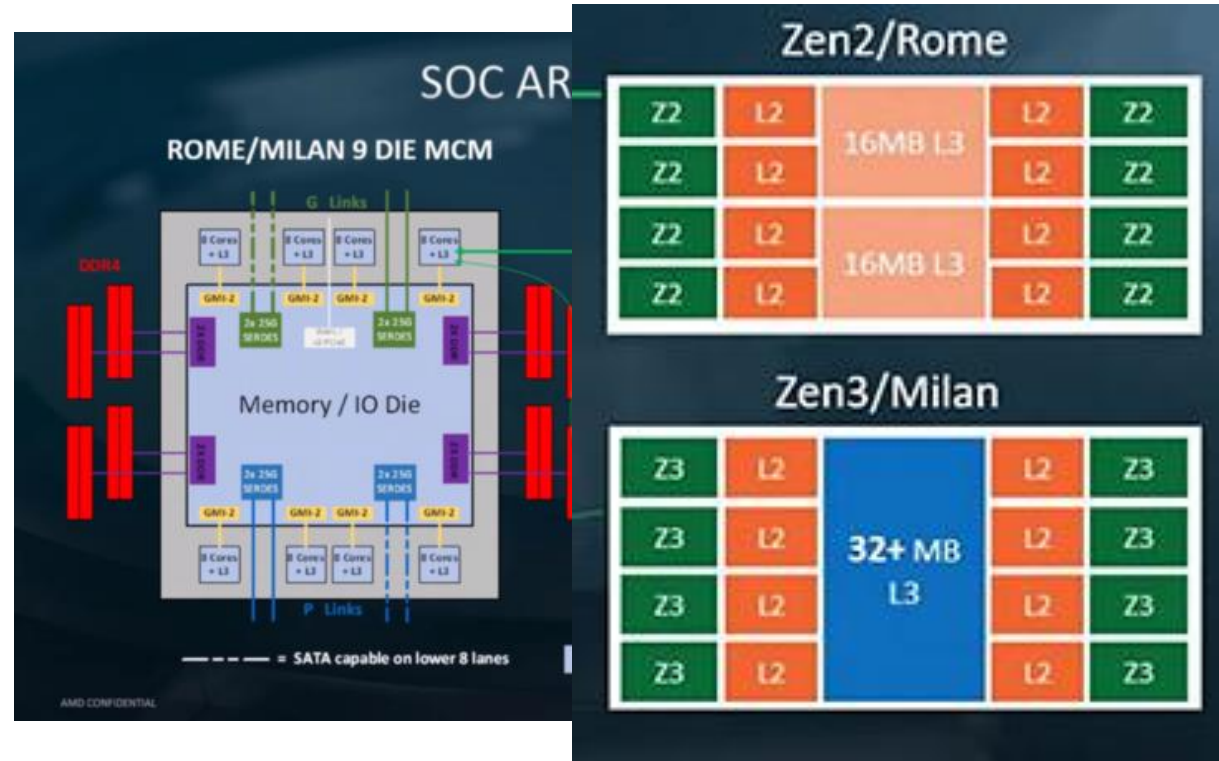 SOC AR
ROME/MILAN 9 DIE MCM
G Links
8 Cores + L3
8 Cores + L3
8 Cores + L3
8 Cores + L3
DDR4
GMI-2
GMI-2 GMI-2
GMI-2
2x 25G SERDES
2x 25G SERDES
Memory / IO Die
2x 25G SERDES
2x 25G SERDES
GMI-2
GMI-2 GMI-2
GMI-2
8 Cores + L3
8 Cores + L3
8 Cores + L3
8 Cores + L3
P Links
= SATA capable on lower 8 lanes
AMD CONFIDENTIAL
Zen2/Rome
Z2 L2 16MB L3 L2 Z2
Z2 L2 L2 Z2
Z2 L2 16MB L3 L2 Z2
Z2 L2 L2 Z2
Zen3/Milan
Z3 L2 L2 Z3
Z3 L2 32+ MB L2 Z3
Z3 L2 L3 L2 Z3
Z3 L2 L2 Z3